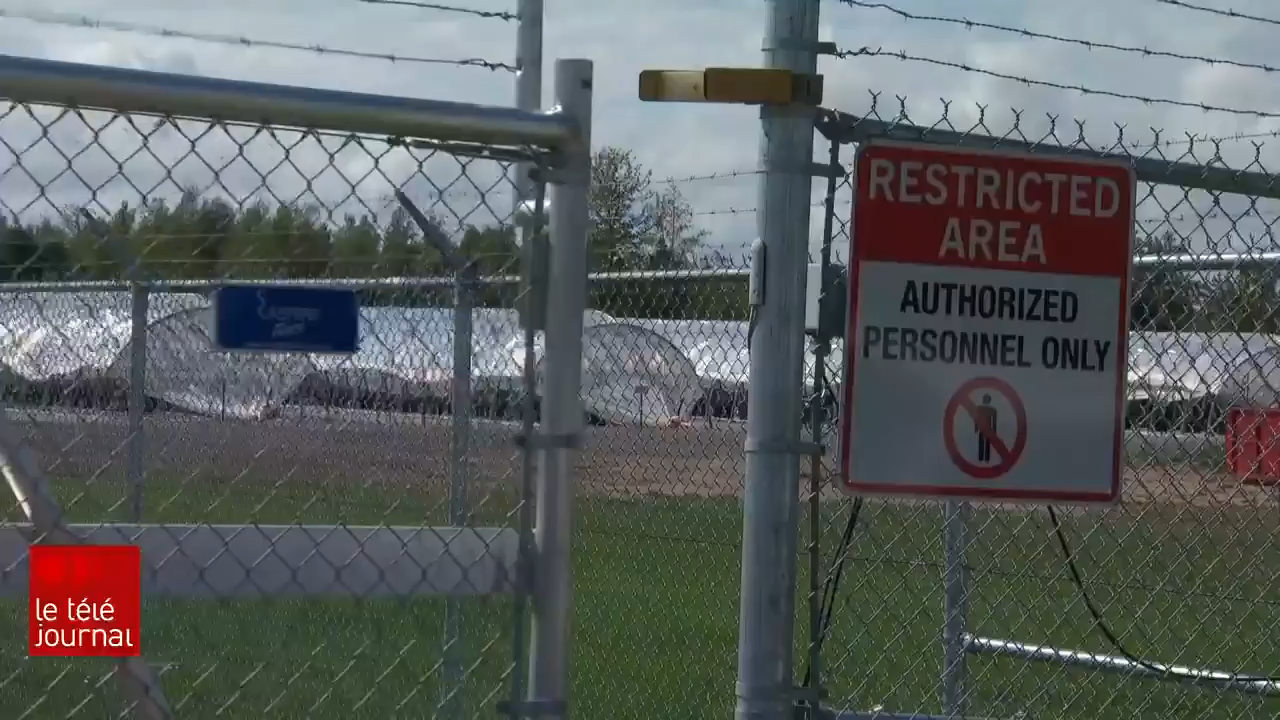 RESTRICTED
AREA
AUTHORIZED
PERSONNEL ONLY
le télé
journal